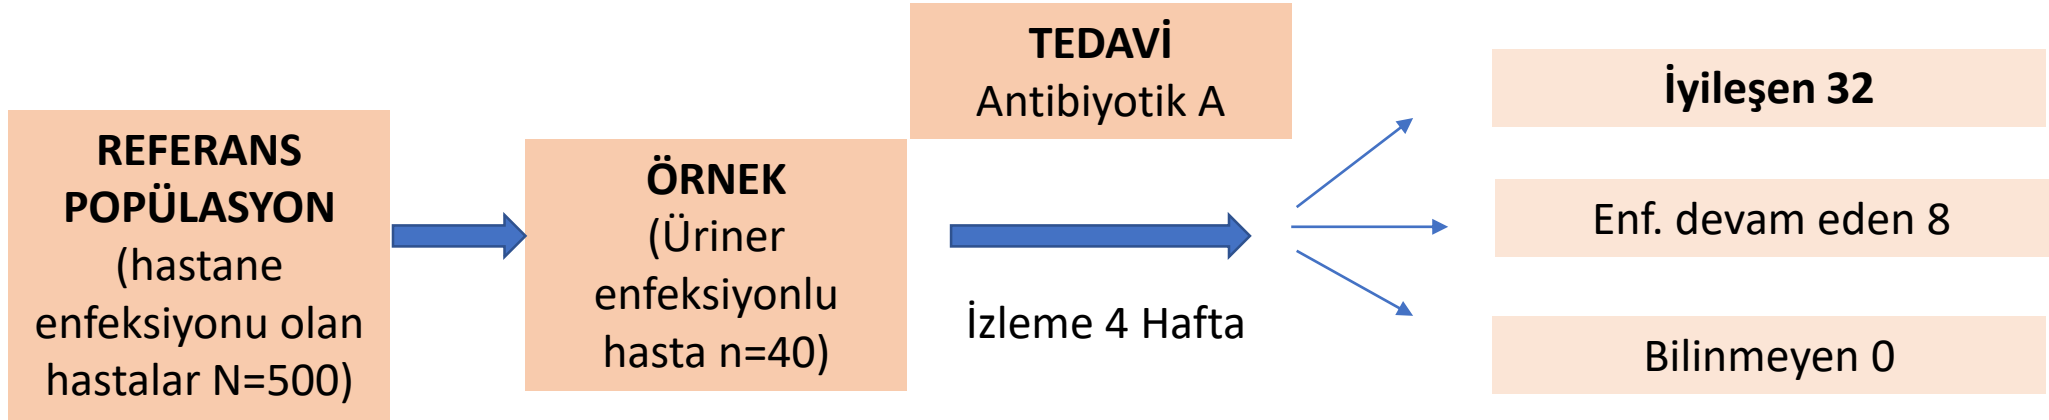 REFERANS
POPÜLASYON
(hastane
enfeksiyonu olan
hastalar N=500)
ÖRNEK
(Üriner
enfeksiyonlu
hasta n=40)
TEDAVİ
Antibiyotik A
İzleme 4 Hafta
İyileşen 32
Enf. devam eden 8
Bilinmeyen 0